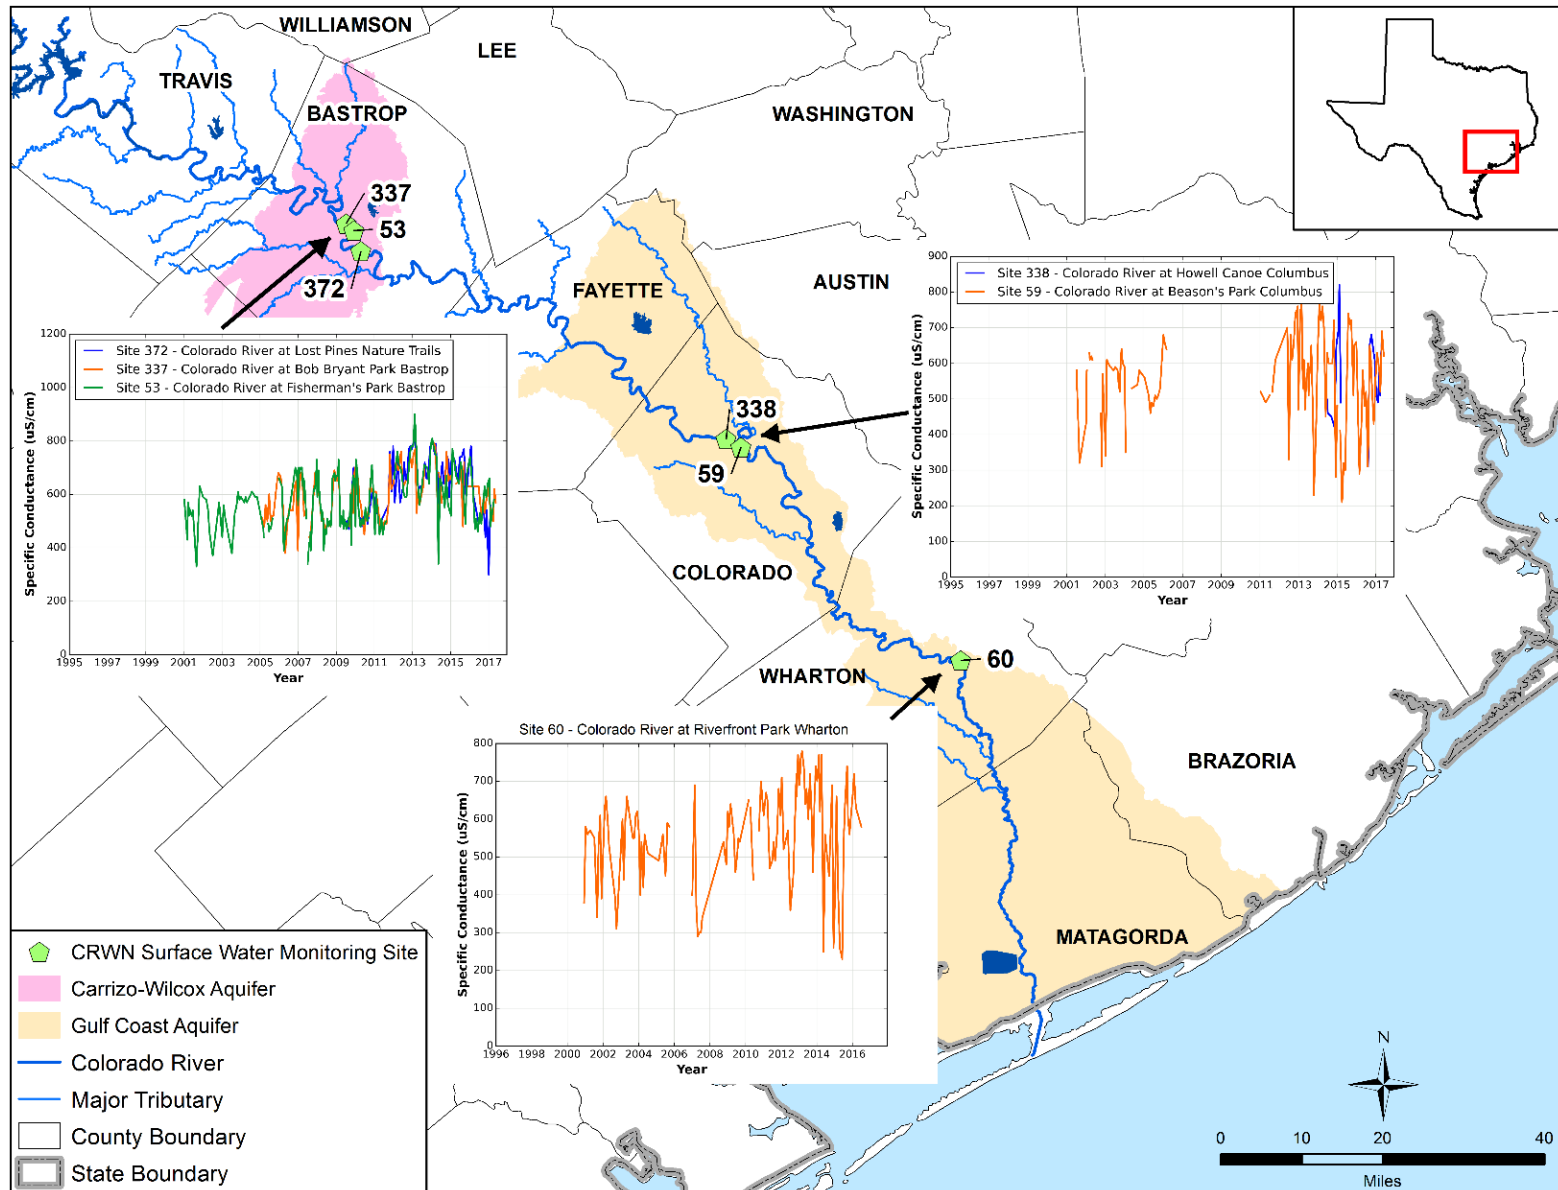 WILLIAMSON
LEE
TRAVIS
BASTROP
WASHINGTON
337
53
372
FAYETTE
AUSTIN
338
59
COLORADO
WHARTON
60
BRAZORIA
MATAGORDA
1200
1000
800
600
400
200
0
Specific Conductance (uS/cm)
Site 372 - Colorado River at Lost Pines Nature Trails
Site 337 - Colorado River at Bob Bryant Park Bastrop
Site 53 - Colorado River at Fisherman's Park Bastrop
1995 1997 1999 2001 2003 2005 2007 2009 2011 2013 2015 2017
Year
900
800
700
600
500
400
300
200
100
0
Specific Conductance (uS/cm)
Site 338 - Colorado River at Howell Canoe Columbus
Site 59 - Colorado River at Beason's Park Columbus
1995 1997 1999 2001 2003 2005 2007 2009 2011 2013 2015 2017
Year
Site 60 - Colorado River at Riverfront Park Wharton
800
700
600
500
400
300
200
100
0
Specific Conductance (uS/cm)
1996 1998 2000 2002 2004 2006 2008 2010 2012 2014 2016
Year
CRWN Surface Water Monitoring Site
Carrizo-Wilcox Aquifer
Gulf Coast Aquifer
Colorado River
Major Tributary
County Boundary
State Boundary
N
0 10 20 40
Miles